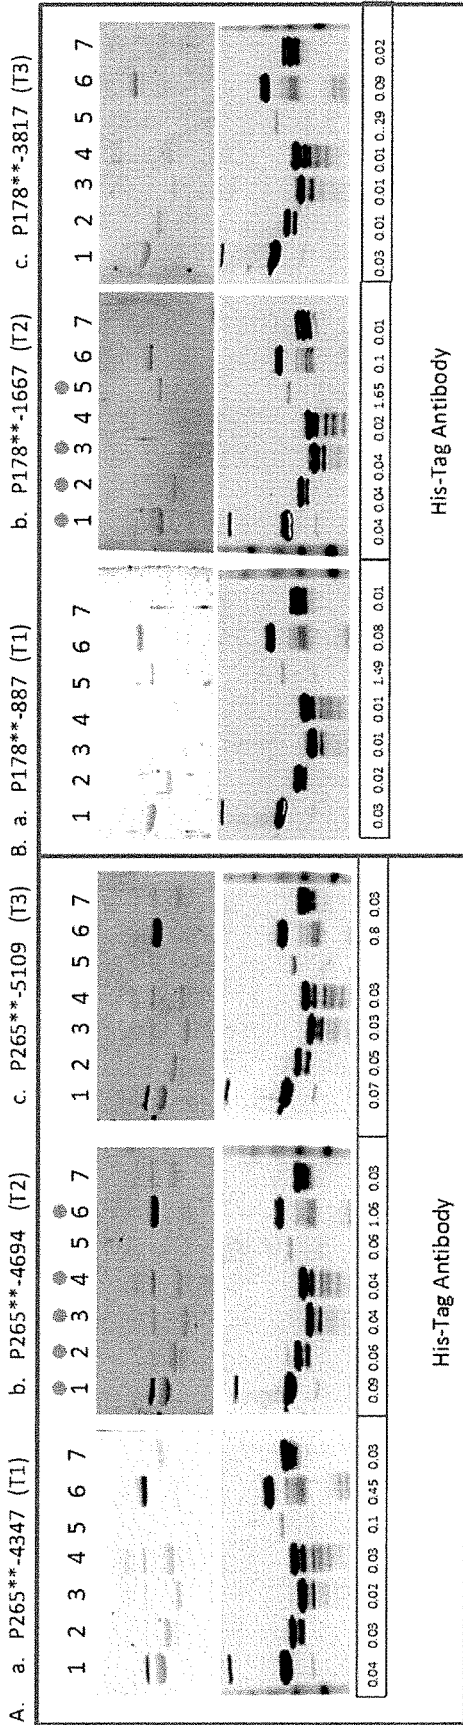 A. a. P265**-4347 (T1)
1 2 3 4 5 6 7
0.04 0.03 0.02 0.03 0.1 0.45 0.03
b. P265**-4694 (T2)
1 2 3 4 5 6 7
0.09 0.06 0.04 0.04 0.06 1.06 0.03
c. P265**-5109 (T3)
1 2 3 4 5 6 7
0.07 0.05 0.03 0.03 0.8 0.03
His-Tag Antibody
B. a. P178**-887 (T1)
1 2 3 4 5 6 7
0.03 0.02 0.01 0.01 1.49 0.08 0.01
b. P178**-1667 (T2)
1 2 3 4 5 6 7
0.04 0.04 0.04 0.02 1.65 0.1 0.01
c. P178**-3817 (T3)
1 2 3 4 5 6 7
0.03 0.01 0.01 0.01 0.29 0.09 0.02
His-Tag Antibody